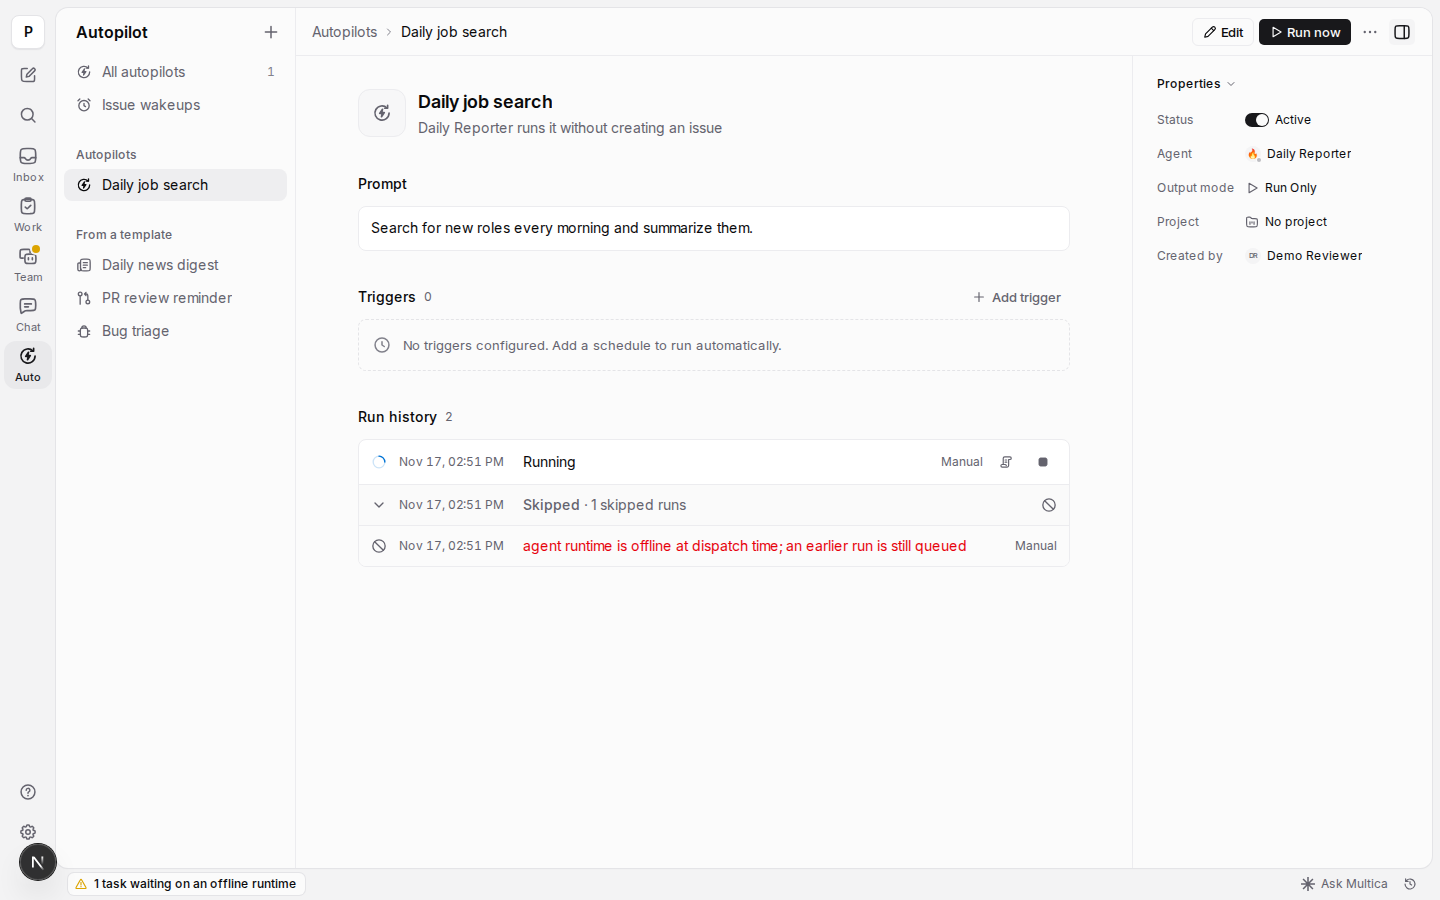 P
Inbox
Work
Team
Chat
Auto
Autopilot
All autopilots 1
Issue wakeups
Autopilots
Daily job search
From a template
Daily news digest
PR review reminder
Bug triage
Autopilots > Daily job search
Edit
Run now
Daily job search
Daily Reporter runs it without creating an issue
Prompt
Search for new roles every morning and summarize them.
Triggers 0
Add trigger
No triggers configured. Add a schedule to run automatically.
Run history 2
Nov 17, 02:51 PM Running Manual
Nov 17, 02:51 PM Skipped · 1 skipped runs
Nov 17, 02:51 PM agent runtime is offline at dispatch time; an earlier run is still queued Manual
Properties
Status Active
Agent Daily Reporter
Output mode Run Only
Project No project
Created by DR Demo Reviewer
N
1 task waiting on an offline runtime
Ask Multica